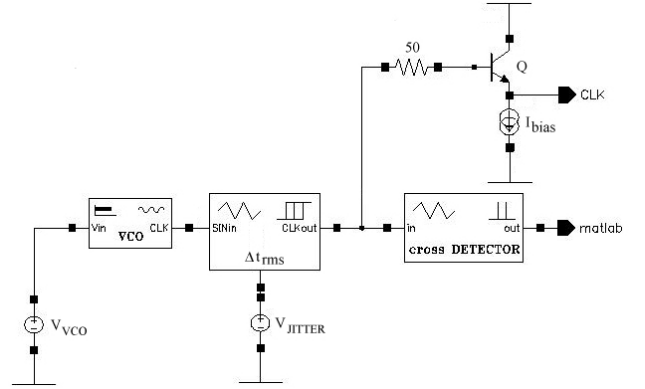 50
Q
CLK
Ibias
Vin
CLK
VCO
SINin
CLKout
Δtrms
in
out
cross DETECTOR
matlab
VVCO
VJITTER